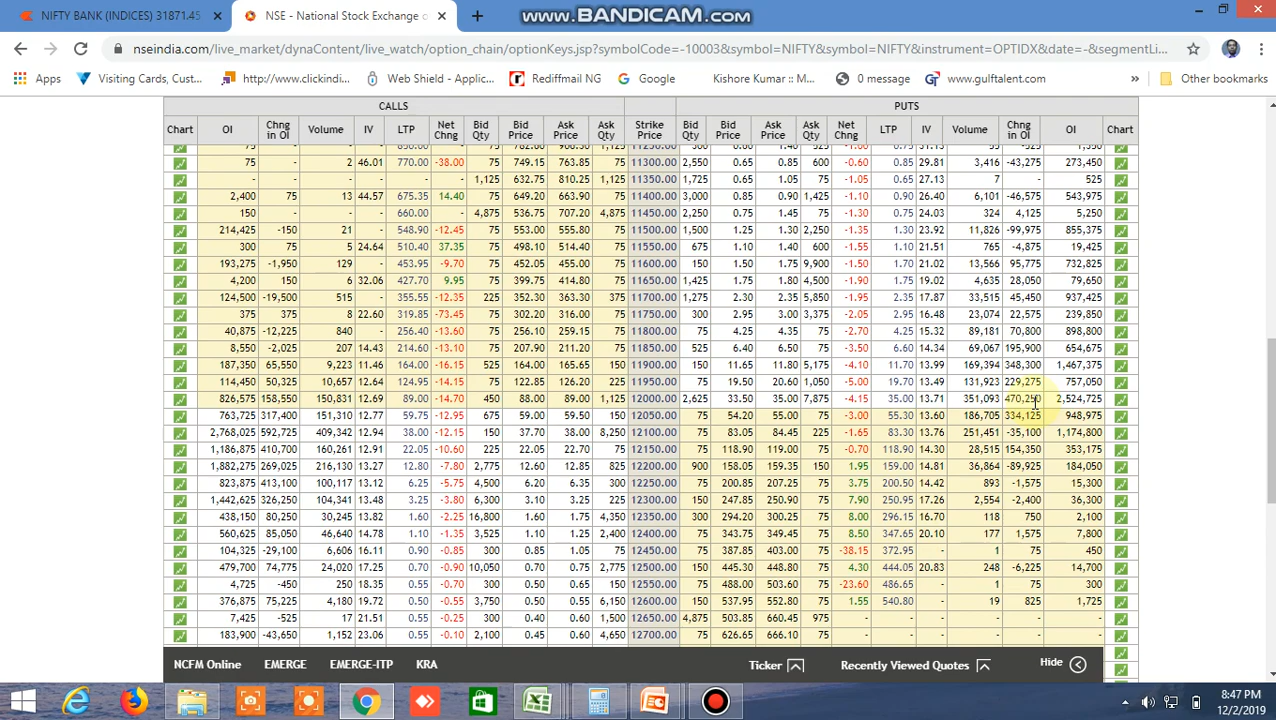 NIFTY BANK (INDICES) 31871.45
NSE - National Stock Exchange o
www.BANDICAM.com
nseindia.com/live_market/dynaContent/live_watch/option_chain/optionKeys.jsp?symbolCode=-10003&symbol=NIFTY&symbol=NIFTY&instrument=OPTIDX&date=-&segmentLi...
Apps Visiting Cards, Cust... http://www.clickindi... Web Shield - Applic... Rediffmail NG Google Kishore Kumar :: M... 0 message www.gulftalent.com » Other bookmarks
CALLS PUTS
Chart OI Chng in OI Volume IV LTP Net Chng Bid Qty Bid Price Ask Price Ask Qty Strike Price Bid Qty Bid Price Ask Price Ask Qty Net Chng LTP IV Volume Chng in OI OI Chart
75 - 2 46.01 770.00 -38.00 75 749.15 763.85 75 11300.00 2,550 0.65 0.85 600 -0.60 0.85 29.81 3,416 -43,275 273,450
- - - - - - 1,125 632.75 810.25 1,125 11350.00 1,725 0.65 1.05 75 -1.05 0.65 27.13 7 - 525
2,400 75 13 44.57 675.35 14.40 75 649.20 663.90 75 11400.00 3,000 0.85 0.90 1,425 -1.10 0.90 26.40 6,101 -46,575 543,975
150 - - - 660.00 - 4,875 536.75 707.20 4,875 11450.00 2,250 0.75 1.45 75 -1.30 0.75 24.03 324 4,125 5,250
214,425 -150 21 - 548.90 -12.45 75 553.00 555.80 75 11500.00 1,500 1.25 1.30 2,250 -1.35 1.30 23.92 11,826 -99,975 855,375
300 75 5 24.64 510.40 37.35 75 498.10 514.40 75 11550.00 675 1.10 1.40 600 -1.55 1.10 21.51 765 -4,875 19,425
193,275 -1,950 129 - 453.95 -9.70 75 452.05 455.00 75 11600.00 150 1.50 1.75 9,900 -1.50 1.70 21.02 13,566 95,775 732,825
4,200 150 6 32.06 427.70 9.95 75 399.75 414.80 75 11650.00 1,425 1.75 1.80 4,500 -1.90 1.75 19.02 4,635 28,050 79,650
124,500 -19,500 515 - 355.55 -12.35 225 352.30 363.30 375 11700.00 1,275 2.30 2.35 5,850 -1.95 2.35 17.87 33,515 45,450 937,425
375 375 8 22.60 319.85 -73.45 75 302.20 316.00 75 11750.00 300 2.95 3.00 3,375 -2.05 2.95 16.48 23,074 22,575 239,850
40,875 -12,225 840 - 256.40 -13.60 75 256.10 259.15 75 11800.00 75 4.25 4.35 75 -2.70 4.25 15.32 89,181 70,800 898,800
8,550 -2,025 207 14.43 214.60 -13.10 75 207.90 211.20 75 11850.00 525 6.40 6.50 75 -3.50 6.60 14.34 69,067 195,900 654,675
187,350 65,550 9,223 11.46 164.00 -16.15 525 164.00 165.00 75 11900.00 75 11.65 11.80 5,175 -4.10 11.70 13.99 169,394 348,300 1,467,375
114,450 50,325 10,657 12.64 124.95 -14.15 75 122.85 126.20 225 11950.00 75 19.50 20.60 1,050 -5.00 19.70 13.49 131,923 229,275 757,050
826,575 158,550 150,831 12.69 89.00 -14.70 450 88.00 89.00 1,125 12000.00 2,625 33.50 35.00 7,875 -4.15 35.00 13.71 351,093 470,250 2,524,725
763,725 317,400 151,310 12.77 59.75 -12.95 675 59.00 59.50 150 12050.00 75 54.20 55.00 75 -3.00 55.30 13.60 186,705 334,125 948,975
2,768,025 592,725 409,342 12.94 38.00 -12.15 150 37.70 38.00 8,250 12100.00 75 83.05 84.45 225 -1.65 83.30 13.76 251,451 -35,100 1,174,800
1,186,875 410,700 160,261 12.91 22.20 -10.60 225 22.05 22.70 75 12150.00 75 118.90 119.00 75 -0.70 118.90 14.30 28,515 154,350 353,175
1,882,275 269,025 216,130 13.27 12.80 -7.80 2,775 12.60 12.85 825 12200.00 900 158.05 159.35 150 1.95 159.00 14.81 36,864 -89,925 184,050
823,875 413,100 100,117 13.12 6.25 -5.75 4,500 6.20 6.35 300 12250.00 75 200.85 207.25 75 3.75 200.50 14.42 893 -1,575 15,300
1,442,625 326,250 104,341 13.48 3.25 -3.80 6,300 3.10 3.25 225 12300.00 150 247.85 250.90 75 7.90 250.95 17.26 2,554 -2,400 36,300
438,150 80,250 30,245 13.82 1.60 -2.25 16,800 1.60 1.75 4,350 12350.00 300 294.20 300.25 75 8.00 296.15 16.70 118 750 2,100
560,625 85,050 46,640 14.78 1.10 -1.35 3,525 1.10 1.25 2,400 12400.00 75 343.75 349.45 75 8.50 347.65 20.10 177 1,575 7,800
104,325 -29,100 6,606 16.11 0.90 -0.85 300 0.85 1.05 75 12450.00 75 387.85 403.00 75 -38.15 372.95 - 1 75 450
479,700 74,775 24,020 17.25 0.70 -0.90 10,050 0.70 0.75 2,775 12500.00 75 445.30 448.80 75 4.30 444.05 20.83 248 -6,225 14,700
4,725 -450 250 18.35 0.55 -0.70 300 0.50 0.65 150 12550.00 75 488.00 503.60 75 -23.60 486.65 - 1 75 300
376,875 75,225 4,180 19.72 0.50 -0.55 3,750 0.50 0.55 6,150 12600.00 150 537.95 552.80 75 1.55 540.80 - 19 825 1,725
7,425 -525 17 21.51 0.55 -0.25 300 0.40 0.60 1,500 12650.00 4,875 503.85 660.45 975 - - - - - -
183,900 -43,650 1,152 23.06 0.55 -0.10 2,100 0.45 0.60 4,650 12700.00 75 626.65 666.10 75 - - - - - -
NCFM Online EMERGE EMERGE-ITP KRA Ticker Recently Viewed Quotes Hide
8:47 PM
12/2/2019